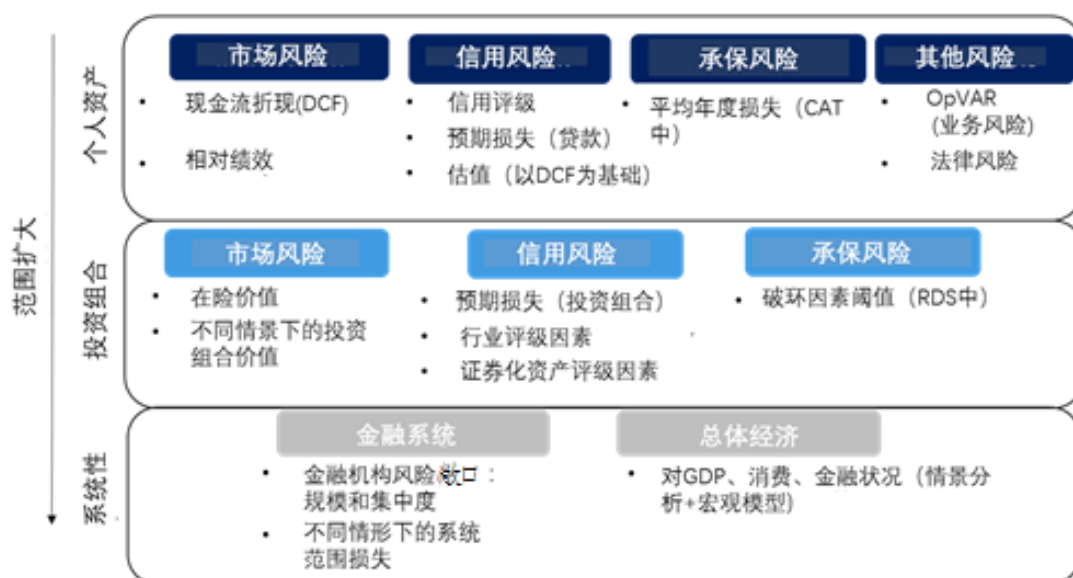 范围扩大
个人资产
市场风险
• 现金流折现(DCF)
• 相对绩效
信用风险
• 信用评级
• 预期损失（贷款）
• 估值（以DCF为基础）
承保风险
• 平均年度损失（CAT
中）
其他风险
• OpVAR
(业务风险)
• 法律风险
投资组合
市场风险
• 在险价值
• 不同情景下的投资
组合价值
信用风险
• 预期损失（投资组合）
• 行业评级因素
• 证券化资产评级因素
承保风险
• 破环因素阈值（RDS中）
系统性
金融系统
• 金融机构风险敞口：
规模和集中度
• 不同情形下的系统
范围损失
总体经济
• 对GDP、消费、金融状况（情景分
析+宏观模型)